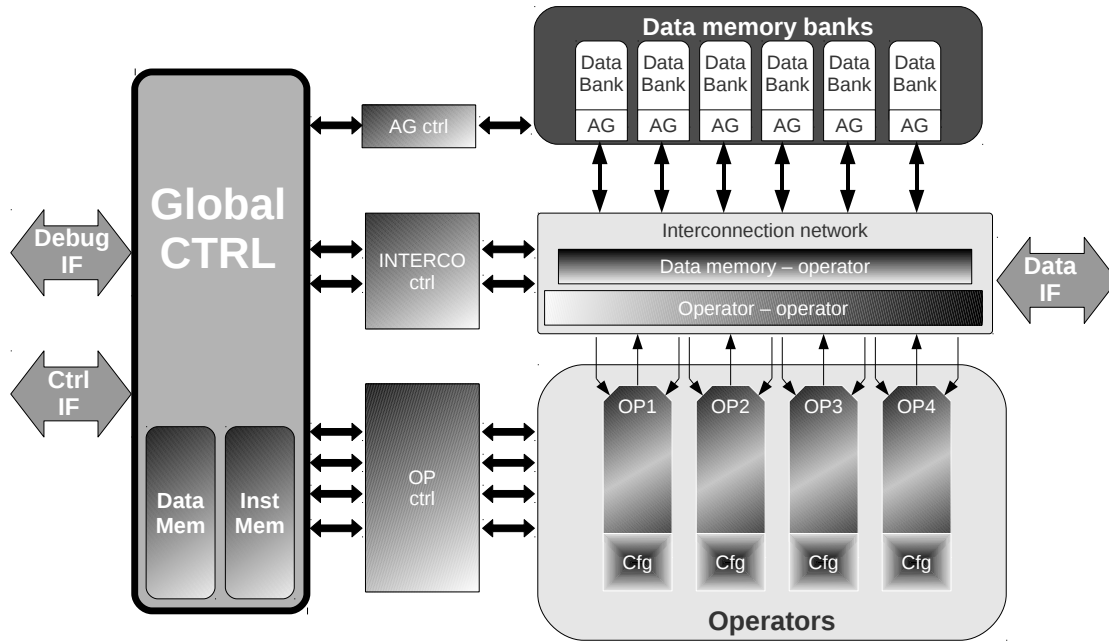 Data memory banks
Data
Bank
AG
Data
Bank
AG
Data
Bank
AG
Data
Bank
AG
Data
Bank
AG
Data
Bank
AG
AG ctrl
Global
CTRL
Debug
IF
Ctrl
IF
Data
Mem
Inst
Mem
INTERCO
ctrl
OP
ctrl
Interconnection network
Data memory – operator
Operator – operator
Data
IF
OP1
OP2
OP3
OP4
Cfg
Cfg
Cfg
Cfg
Operators